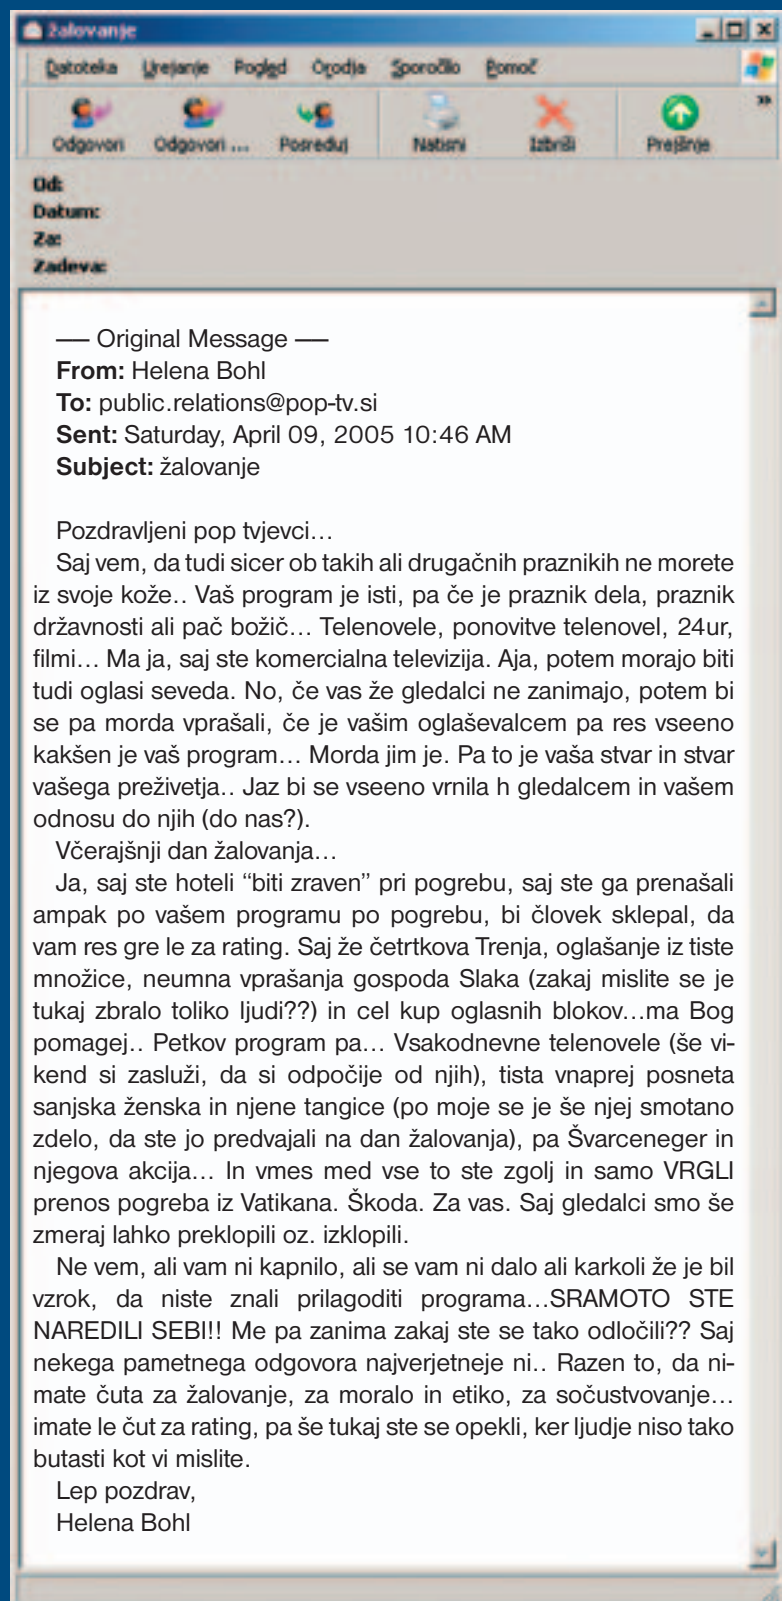 žalovanje
Datoteka Urejanje Pogled Orodja Sporočilo Pomoč
Odgovori Odgovori ... Posreduj Natisni Izbriši Prejšnje »
Od:
Datum:
Za:
Zadeva:
–— Original Message –—
From: Helena Bohl
To: public.relations@pop-tv.si
Sent: Saturday, April 09, 2005 10:46 AM
Subject: žalovanje
Pozdravljeni pop tvjevci…
Saj vem, da tudi sicer ob takih ali drugačnih praznikih ne morete
iz svoje kože.. Vaš program je isti, pa če je praznik dela, praznik
državnosti ali pač božič… Telenovele, ponovitve telenovel, 24ur,
filmi… Ma ja, saj ste komercialna televizija. Aja, potem morajo biti
tudi oglasi seveda. No, če vas že gledalci ne zanimajo, potem bi
se pa morda vprašali, če je vašim oglaševalcem pa res vseeno
kakšen je vaš program… Morda jim je. Pa to je vaša stvar in stvar
vašega preživetja.. Jaz bi se vseeno vrnila h gledalcem in vašem
odnosu do njih (do nas?).
Včerajšnji dan žalovanja…
Ja, saj ste hoteli “biti zraven” pri pogrebu, saj ste ga prenašali
ampak po vašem programu po pogrebu, bi človek sklepal, da
vam res gre le za rating. Saj že četrtkova Trenja, oglašanje iz tiste
množice, neumna vprašanja gospoda Slaka (zakaj mislite se je
tukaj zbralo toliko ljudi??) in cel kup oglasnih blokov…ma Bog
pomagej.. Petkov program pa… Vsakodnevne telenovele (še vi-
kend si zasluži, da si odpočije od njih), tista vnaprej posneta
sanjska ženska in njene tangice (po moje se je še njej smotano
zdelo, da ste jo predvajali na dan žalovanja), pa Švarceneger in
njegova akcija… In vmes med vse to ste zgolj in samo VRGLI
prenos pogreba iz Vatikana. Škoda. Za vas. Saj gledalci smo še
zmeraj lahko preklopili oz. izklopili.
Ne vem, ali vam ni kapnilo, ali se vam ni dalo ali karkoli že je bil
vzrok, da niste znali prilagoditi programa…SRAMOTO STE
NAREDILI SEBI!! Me pa zanima zakaj ste se tako odločili?? Saj
nekega pametnega odgovora najverjetneje ni.. Razen to, da ni-
mate čuta za žalovanje, za moralo in etiko, za sočustvovanje…
imate le čut za rating, pa še tukaj ste se opekli, ker ljudje niso tako
butasti kot vi mislite.
Lep pozdrav,
Helena Bohl